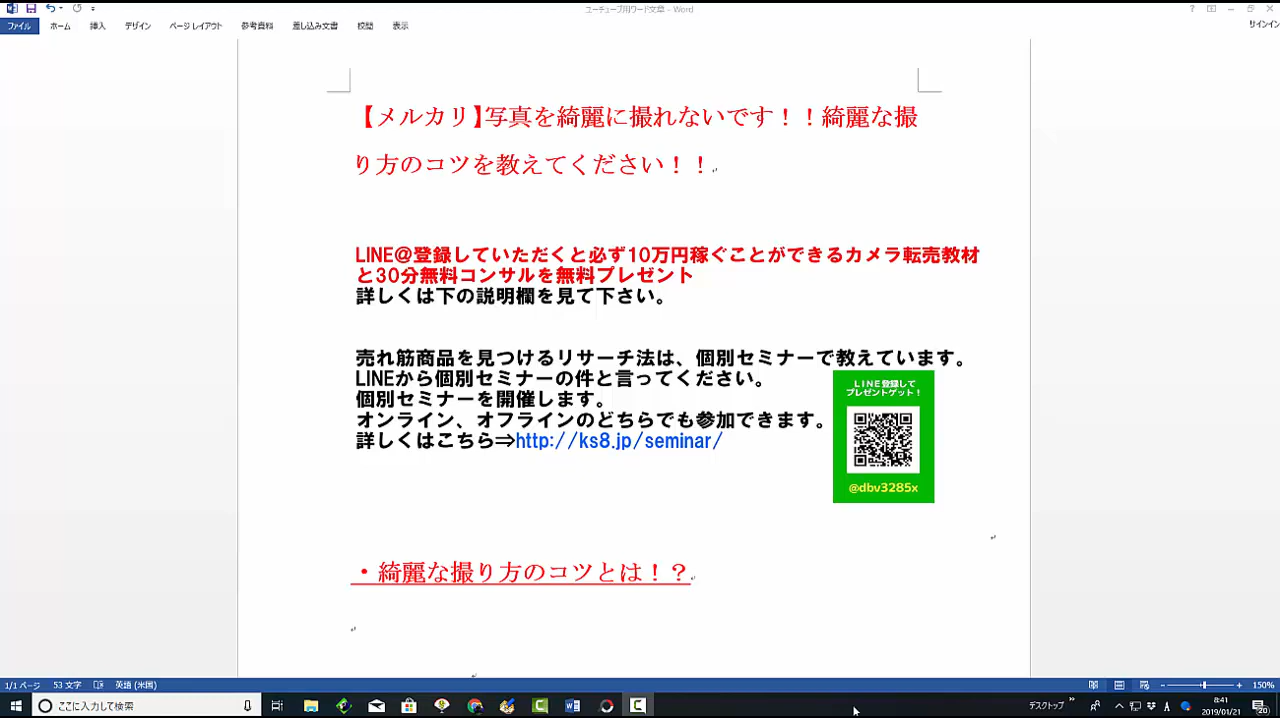 ユーチューブ用ワード文章 - Word
ファイル ホーム 挿入 デザイン ページ レイアウト 参考資料 差し込み文書 校閲 表示 サインイン
【メルカリ】写真を綺麗に撮れないです！！綺麗な撮
り方のコツを教えてください！！
LINE@登録していただくと必ず10万円稼ぐことができるカメラ転売教材
と30分無料コンサルを無料プレゼント
詳しくは下の説明欄を見て下さい。
売れ筋商品を見つけるリサーチ法は、個別セミナーで教えています。
LINEから個別セミナーの件と言ってください。
個別セミナーを開催します。
オンライン、オフラインのどちらでも参加できます。
詳しくはこちら⇒http://ks8.jp/seminar/
LINE登録して
プレゼントゲット！
@dbv3285x
・綺麗な撮り方のコツとは！？
1/1 ページ 53 文字 英語 (米国) 150%
ここに入力して検索 デスクトップ 8:41
2019/01/21